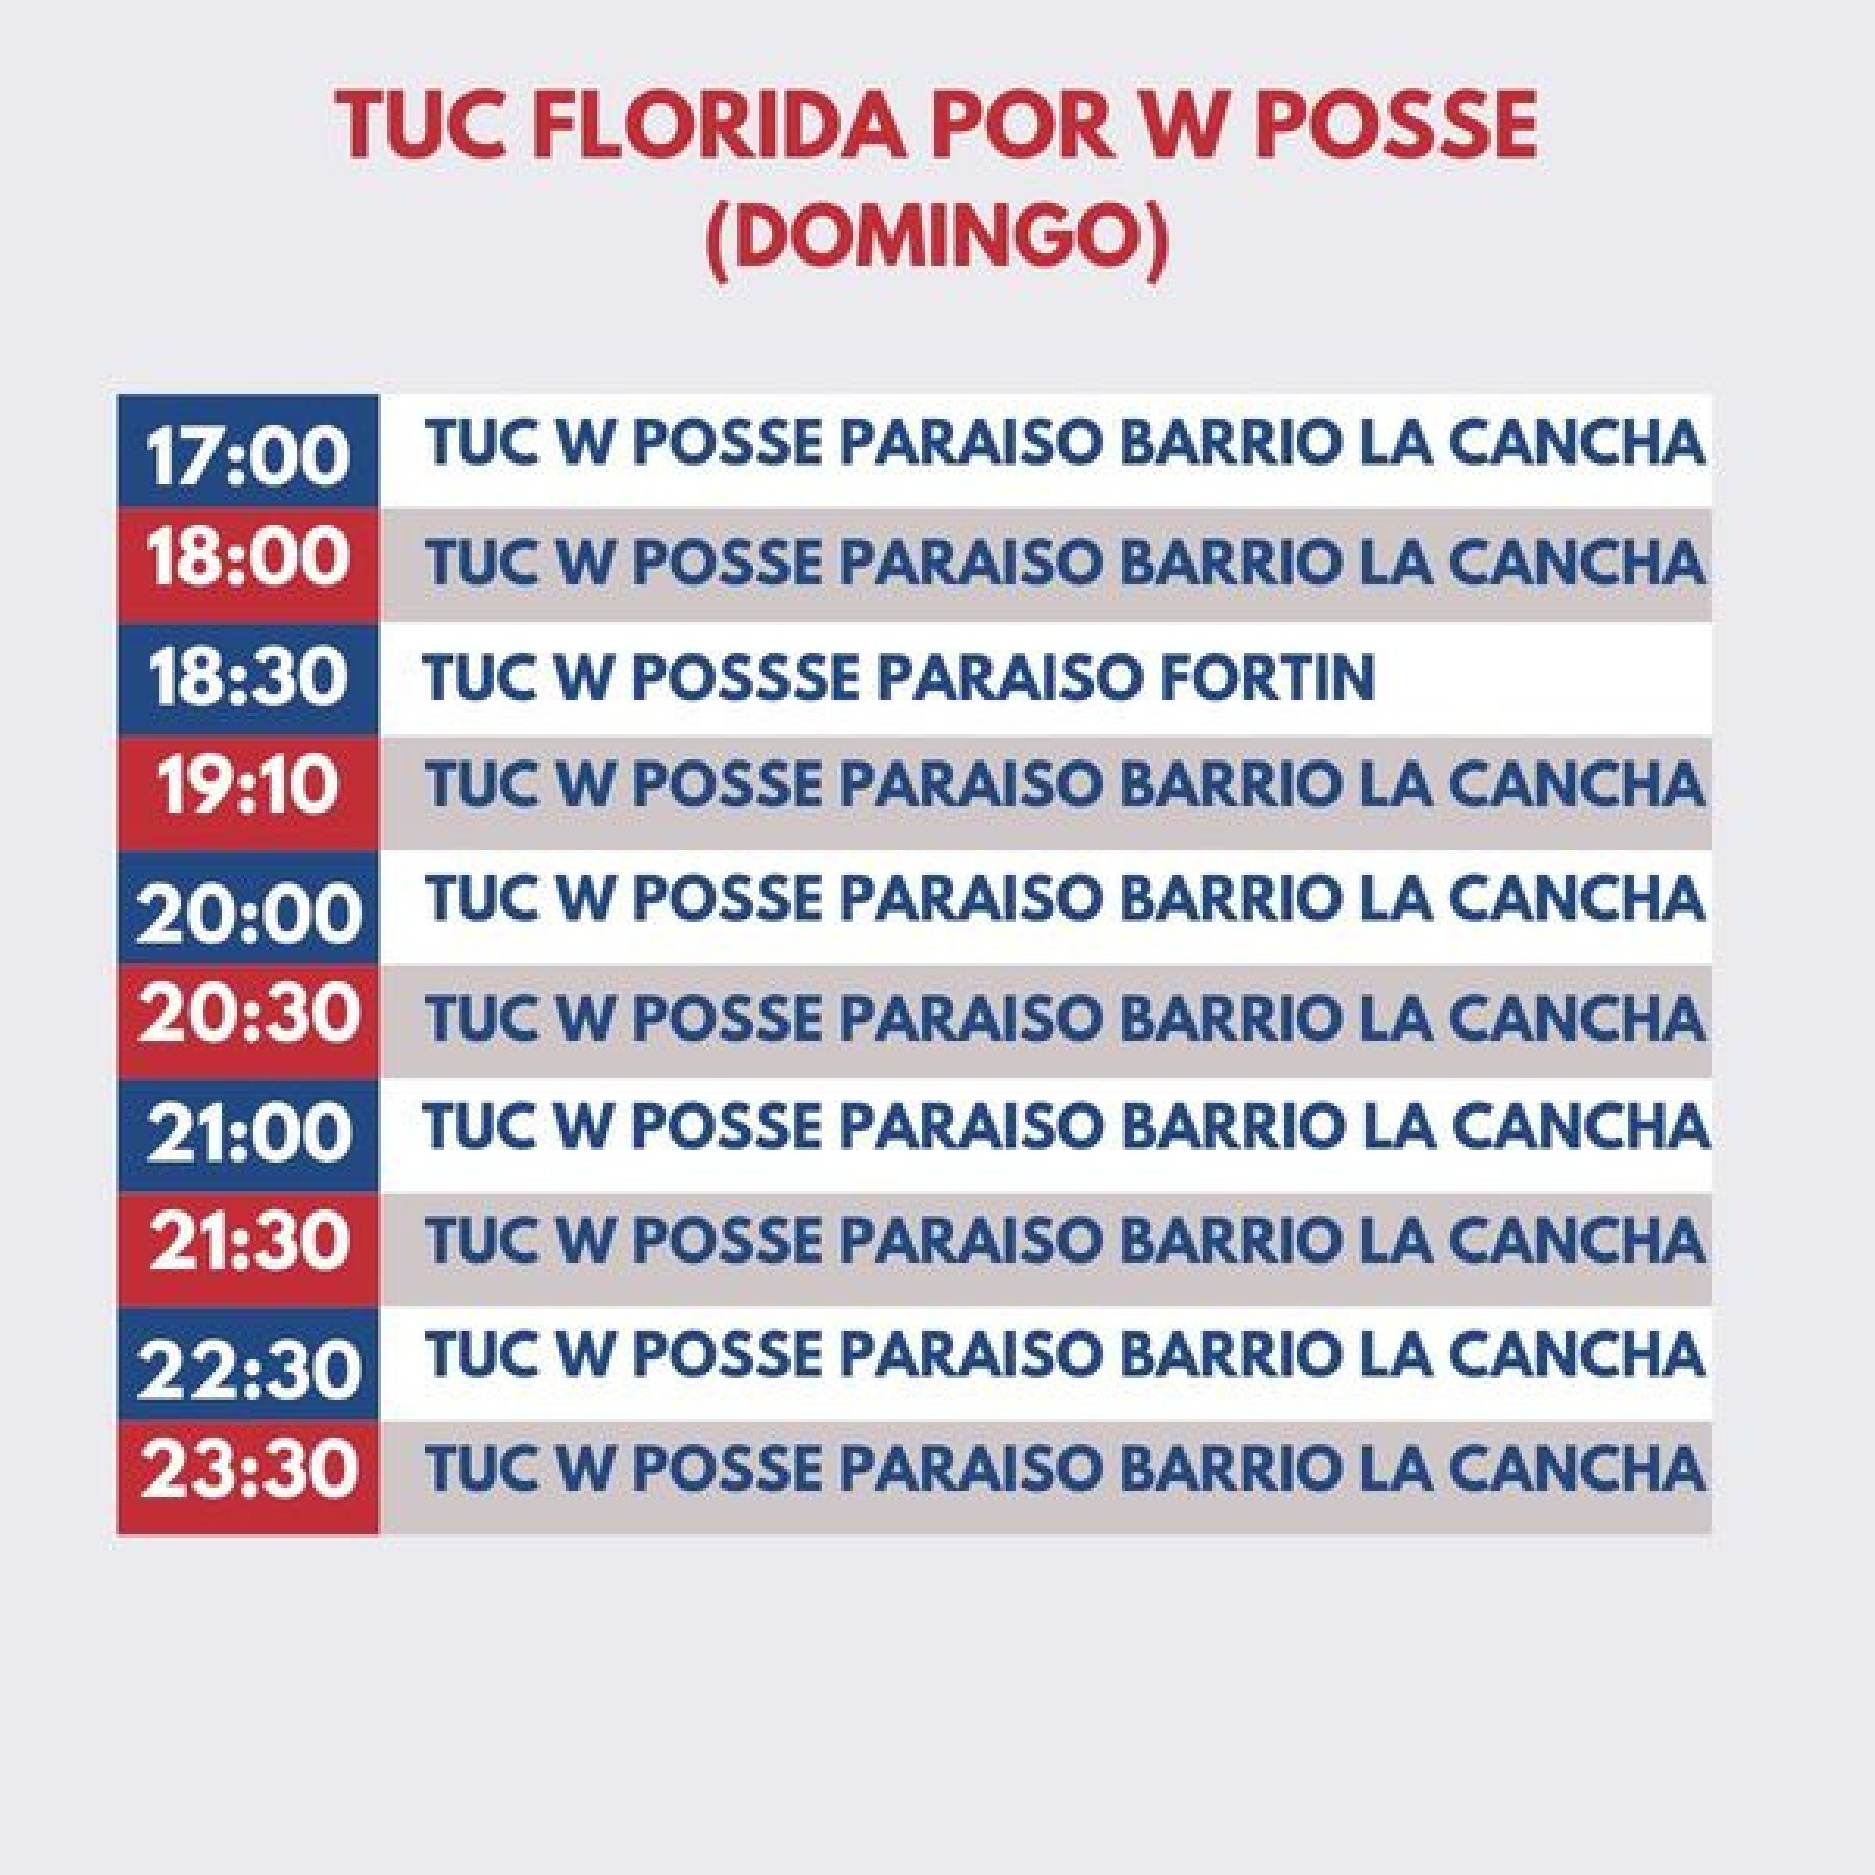 TUC FLORIDA POR W POSSE
(DOMINGO)
17:00 TUC W POSSE PARAISO BARRIO LA CANCHA
18:00 TUC W POSSE PARAISO BARRIO LA CANCHA
18:30 TUC W POSSSE PARAISO FORTIN
19:10 TUC W POSSE PARAISO BARRIO LA CANCHA
20:00 TUC W POSSE PARAISO BARRIO LA CANCHA
20:30 TUC W POSSE PARAISO BARRIO LA CANCHA
21:00 TUC W POSSE PARAISO BARRIO LA CANCHA
21:30 TUC W POSSE PARAISO BARRIO LA CANCHA
22:30 TUC W POSSE PARAISO BARRIO LA CANCHA
23:30 TUC W POSSE PARAISO BARRIO LA CANCHA